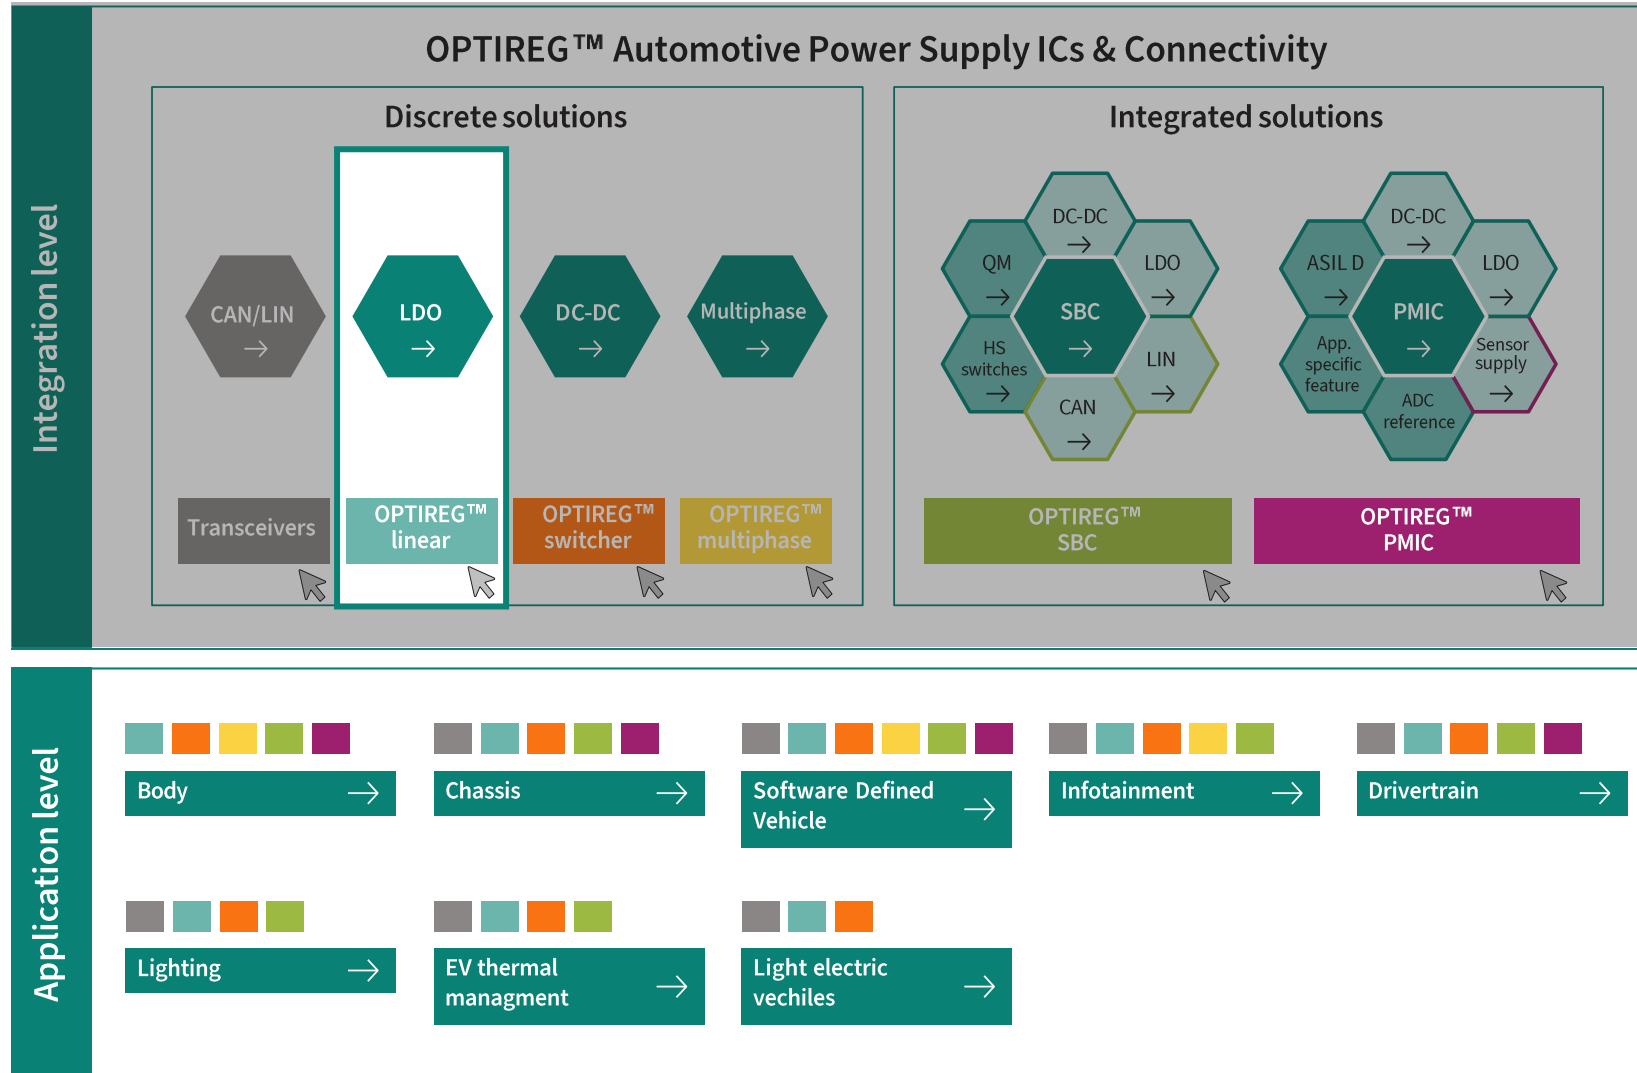 OPTIREG™ Automotive Power Supply ICs & Connectivity
Integration level
Discrete solutions
CAN/LIN
LDO
DC-DC
Multiphase
Transceivers
OPTIREG™
linear
OPTIREG™
switcher
OPTIREG™
multiphase
Integrated solutions
DC-DC
QM
LDO
SBC
HS
switches
LIN
CAN
OPTIREG™
SBC
DC-DC
ASIL D
LDO
PMIC
App.
specific
feature
Sensor
supply
ADC
reference
OPTIREG™
PMIC
Application level
Body
Chassis
Software Defined
Vehicle
Infotainment
Drivertrain
Lighting
EV thermal
managment
Light electric
vechiles